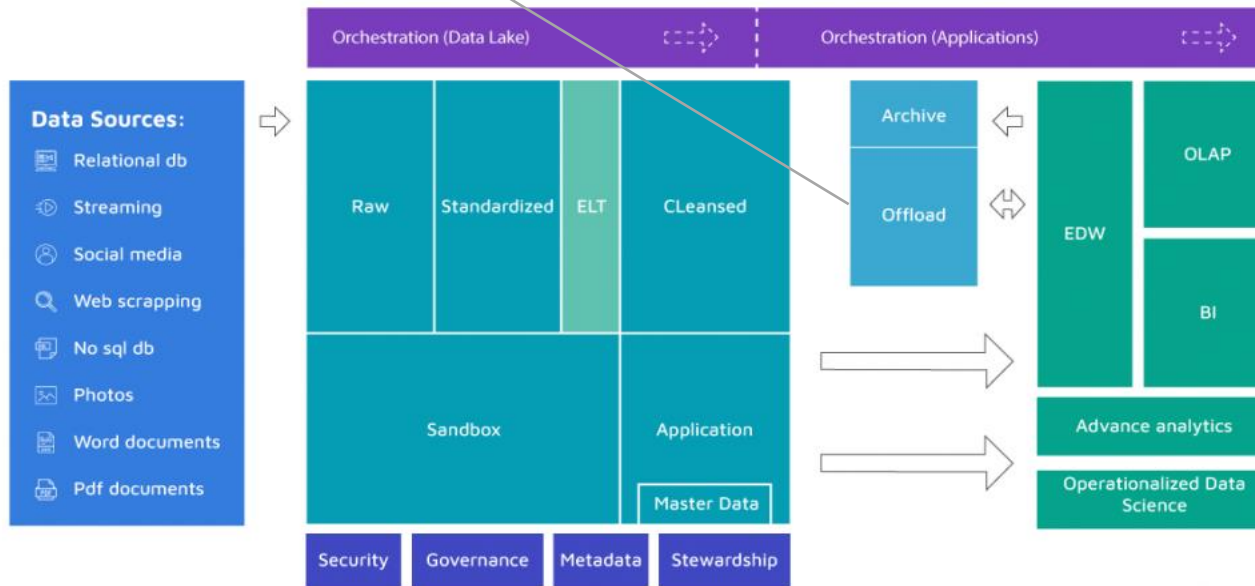 Orchestration (Data Lake)
Orchestration (Applications)
Data Sources:
Relational db
Streaming
Social media
Web scrapping
No sql db
Photos
Word documents
Pdf documents
Raw
Standardized
ELT
CLeansed
Sandbox
Application
Master Data
Security
Governance
Metadata
Stewardship
Archive
Offload
EDW
OLAP
BI
Advance analytics
Operationalized Data
Science